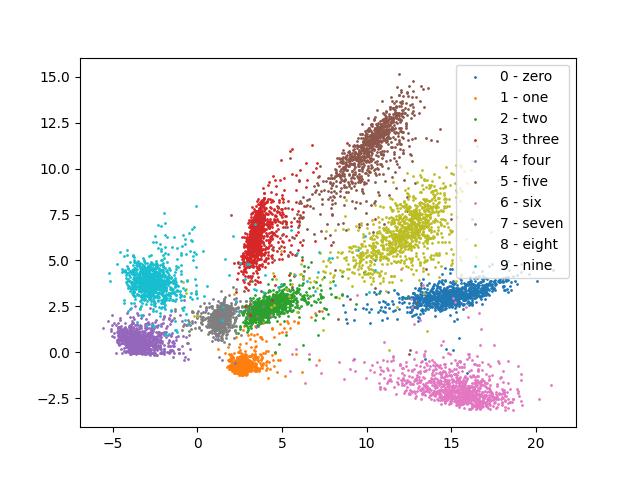 15.0
12.5
10.0
7.5
5.0
2.5
0.0
−2.5
−5
0
5
10
15
20
0 - zero
1 - one
2 - two
3 - three
4 - four
5 - five
6 - six
7 - seven
8 - eight
9 - nine